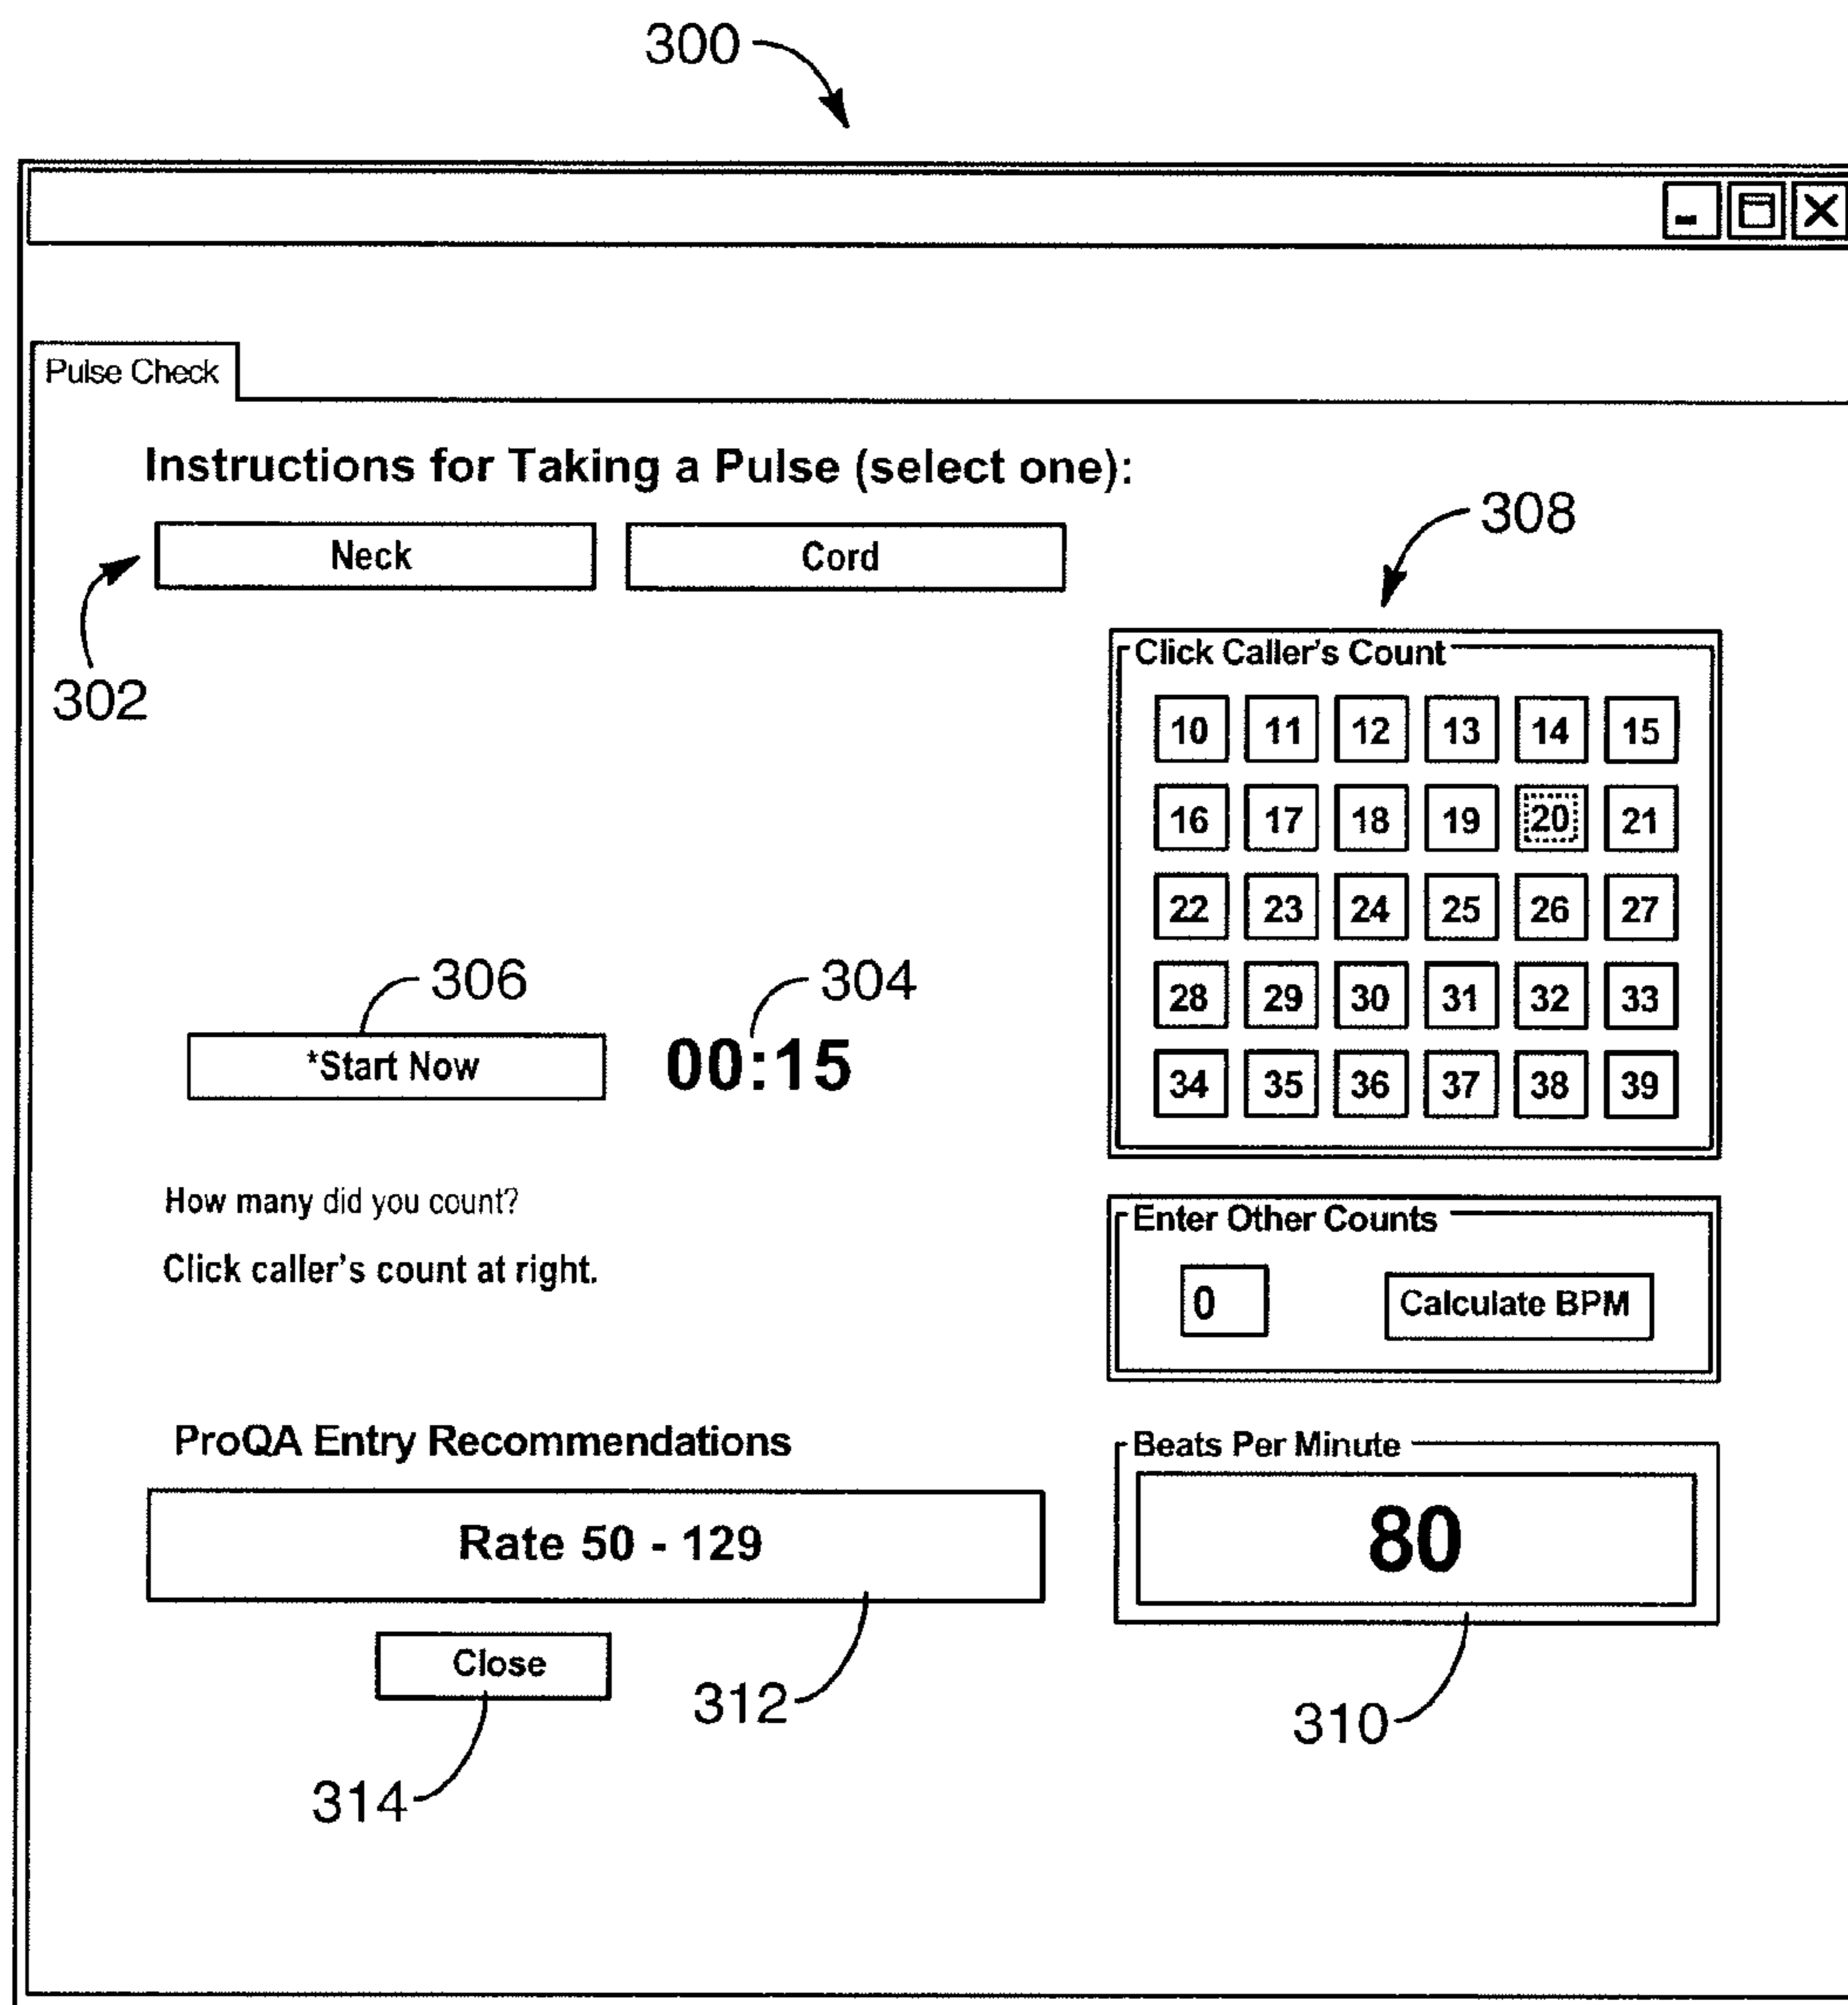 300
Pulse Check
Instructions for Taking a Pulse (select one):
Neck Cord
302
308
Click Caller's Count
10 11 12 13 14 15
16 17 18 19 20 21
22 23 24 25 26 27
28 29 30 31 32 33
34 35 36 37 38 39
306 304
*Start Now 00:15
How many did you count?
Click caller's count at right.
Enter Other Counts
0 Calculate BPM
ProQA Entry Recommendations
Rate 50 - 129
Beats Per Minute
80
Close
312
310
314